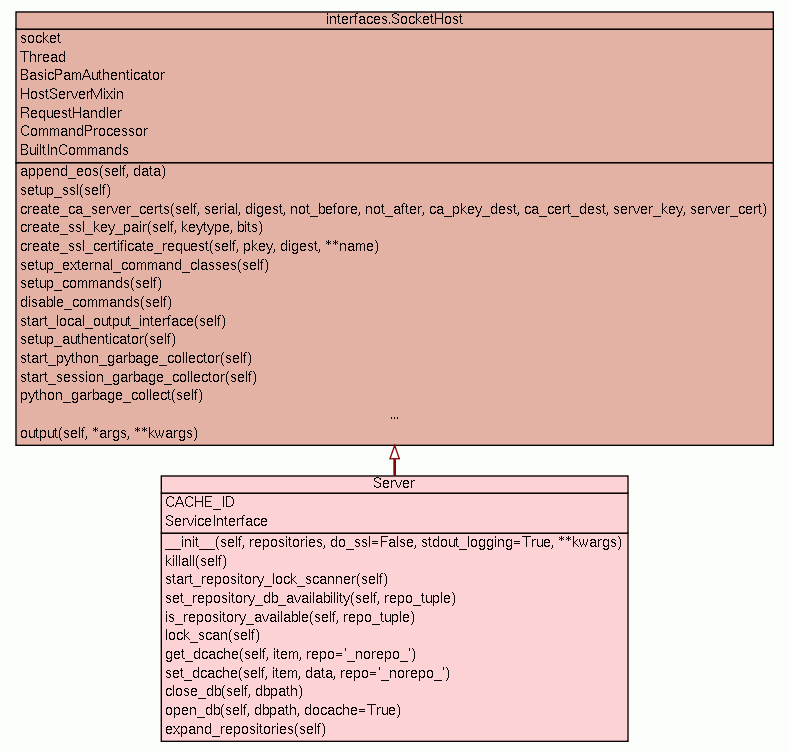 interfaces.SocketHost
socket
Thread
BasicPamAuthenticator
HostServerMixin
RequestHandler
CommandProcessor
BuiltInCommands
append_eos(self, data)
setup_ssl(self)
create_ca_server_certs(self, serial, digest, not_before, not_after, ca_pkey_dest, ca_cert_dest, server_key, server_cert)
create_ssl_key_pair(self, keytype, bits)
create_ssl_certificate_request(self, pkey, digest, **name)
setup_external_command_classes(self)
setup_commands(self)
disable_commands(self)
start_local_output_interface(self)
setup_authenticator(self)
start_python_garbage_collector(self)
start_session_garbage_collector(self)
python_garbage_collect(self)
...
output(self, *args, **kwargs)
Server
CACHE_ID
ServiceInterface
__init__(self, repositories, do_ssl=False, stdout_logging=True, **kwargs)
killall(self)
start_repository_lock_scanner(self)
set_repository_db_availability(self, repo_tuple)
is_repository_available(self, repo_tuple)
lock_scan(self)
get_dcache(self, item, repo='_norepo_')
set_dcache(self, item, data, repo='_norepo_')
close_db(self, dbpath)
open_db(self, dbpath, docache=True)
expand_repositories(self)